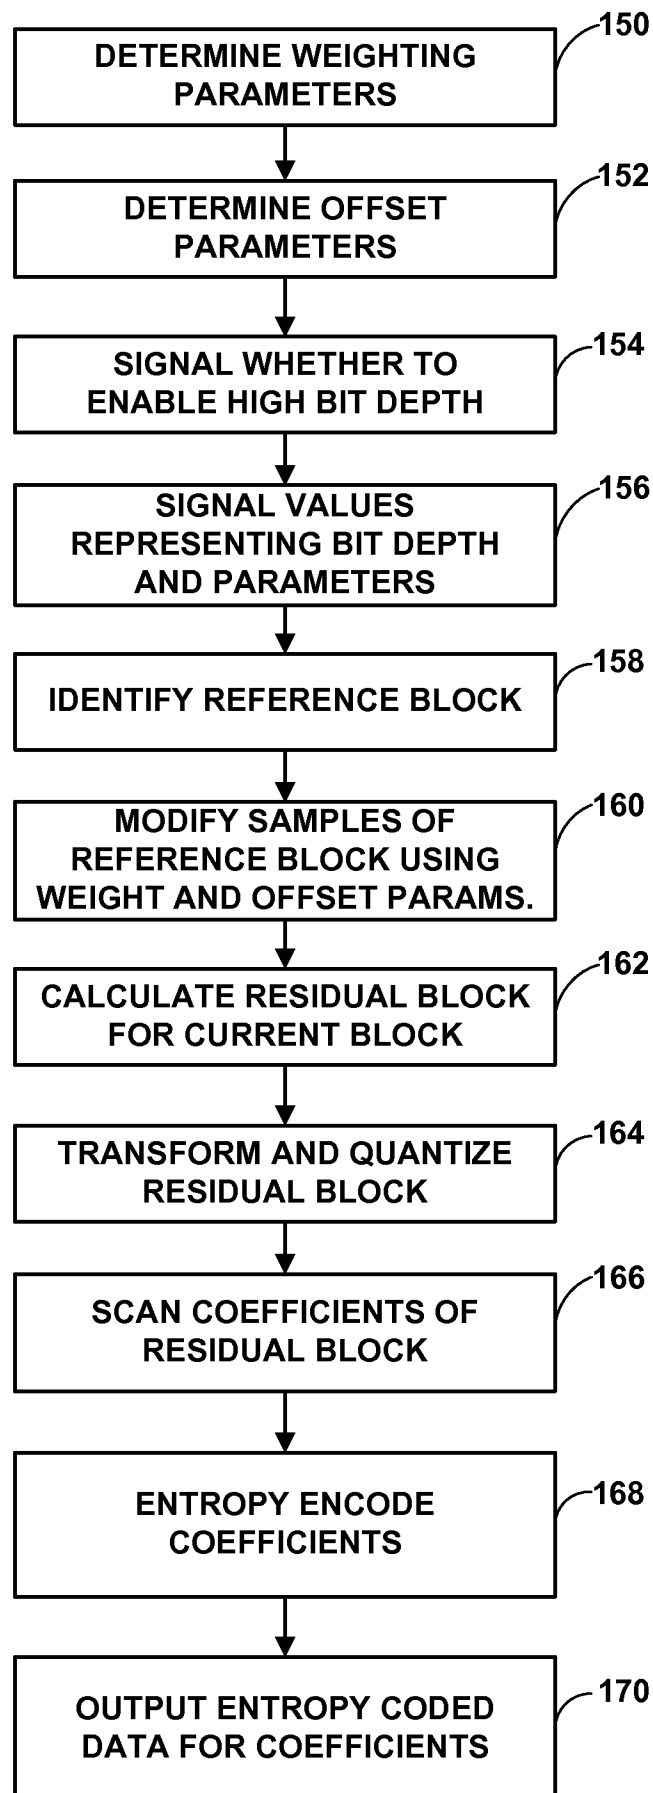 150
DETERMINE WEIGHTING
PARAMETERS
152
DETERMINE OFFSET
PARAMETERS
154
SIGNAL WHETHER TO
ENABLE HIGH BIT DEPTH
156
SIGNAL VALUES
REPRESENTING BIT DEPTH
AND PARAMETERS
158
IDENTIFY REFERENCE BLOCK
160
MODIFY SAMPLES OF
REFERENCE BLOCK USING
WEIGHT AND OFFSET PARAMS.
162
CALCULATE RESIDUAL BLOCK
FOR CURRENT BLOCK
164
TRANSFORM AND QUANTIZE
RESIDUAL BLOCK
166
SCAN COEFFICIENTS OF
RESIDUAL BLOCK
168
ENTROPY ENCODE
COEFFICIENTS
170
OUTPUT ENTROPY CODED
DATA FOR COEFFICIENTS